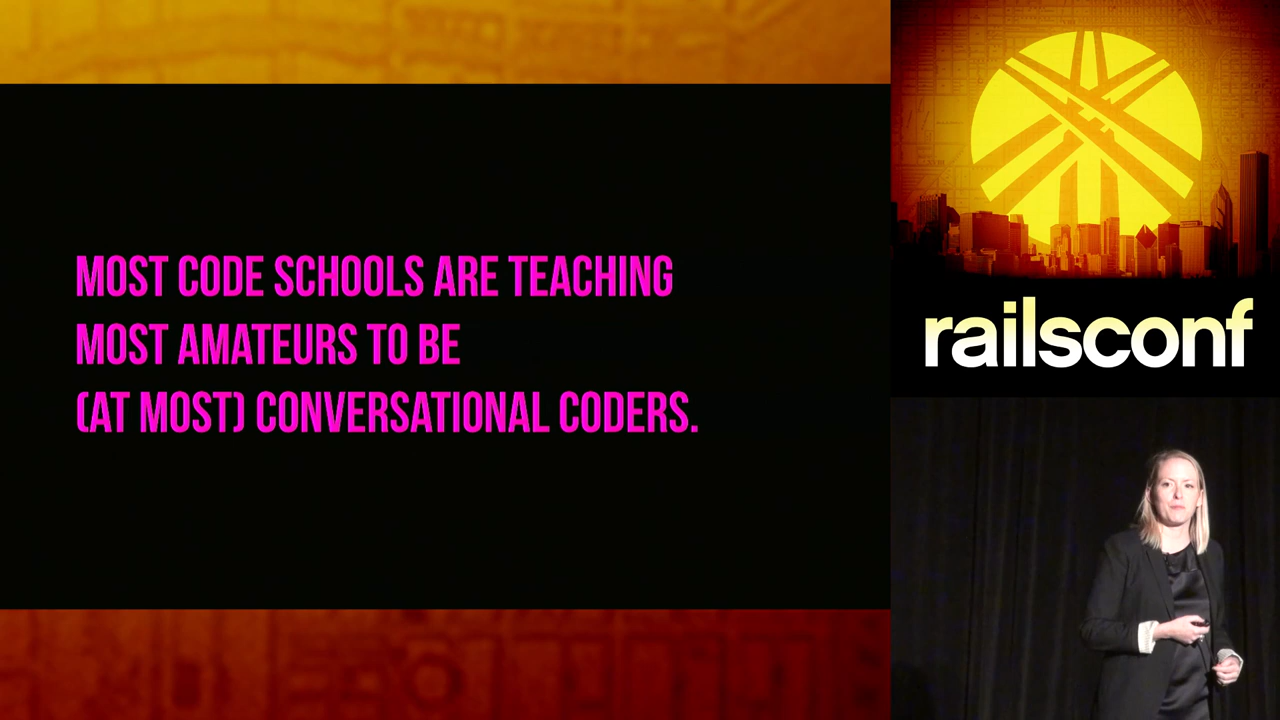 MOST CODE SCHOOLS ARE TEACHING
MOST AMATEURS TO BE
(AT MOST) CONVERSATIONAL CODERS.
railsconf